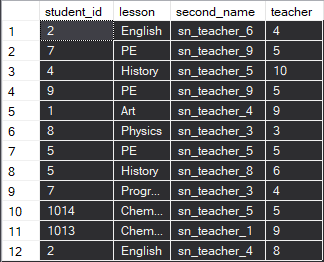 student_id lesson second_name teacher
1 2 English sn_teacher_6 4
2 7 PE sn_teacher_9 5
3 4 History sn_teacher_5 10
4 9 PE sn_teacher_9 5
5 1 Art sn_teacher_4 9
6 8 Physics sn_teacher_3 3
7 5 PE sn_teacher_5 5
8 5 History sn_teacher_8 6
9 7 Progr... sn_teacher_3 4
10 1014 Chem... sn_teacher_5 5
11 1013 Chem... sn_teacher_1 9
12 2 English sn_teacher_4 8